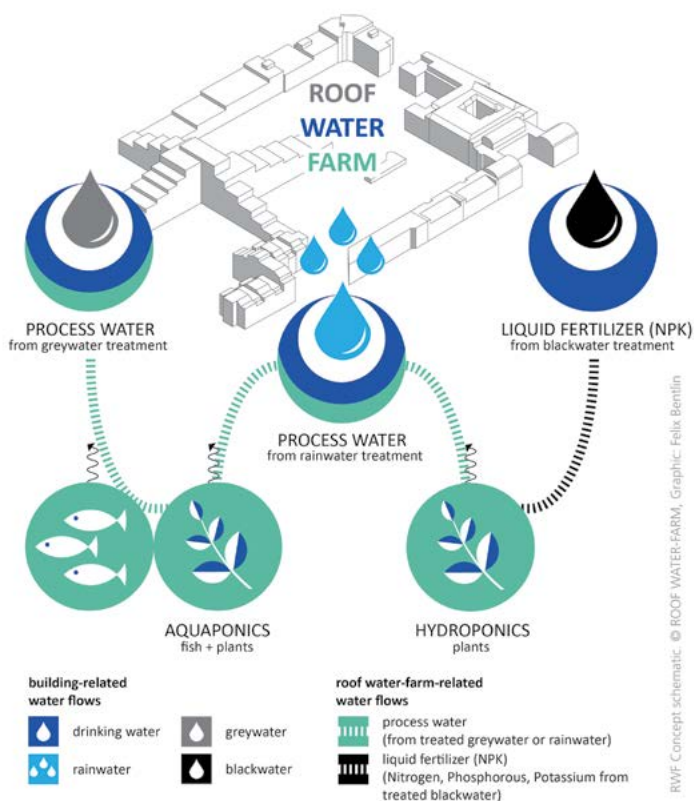 ROOF
WATER
FARM
PROCESS WATER
from greywater treatment
LIQUID FERTILIZER (NPK)
from blackwater treatment
PROCESS WATER
from rainwater treatment
AQUAPONICS
fish + plants
HYDROPONICS
plants
building-related
water flows
drinking water
greywater
rainwater
blackwater
roof water-farm-related
water flows
process water
(from treated greywater or rainwater)
liquid fertilizer (NPK)
(Nitrogen, Phosphorous, Potassium from
treated blackwater)
RWF Concept schematic © ROOF WATER-FARM, Graphic: Felix Bentlin